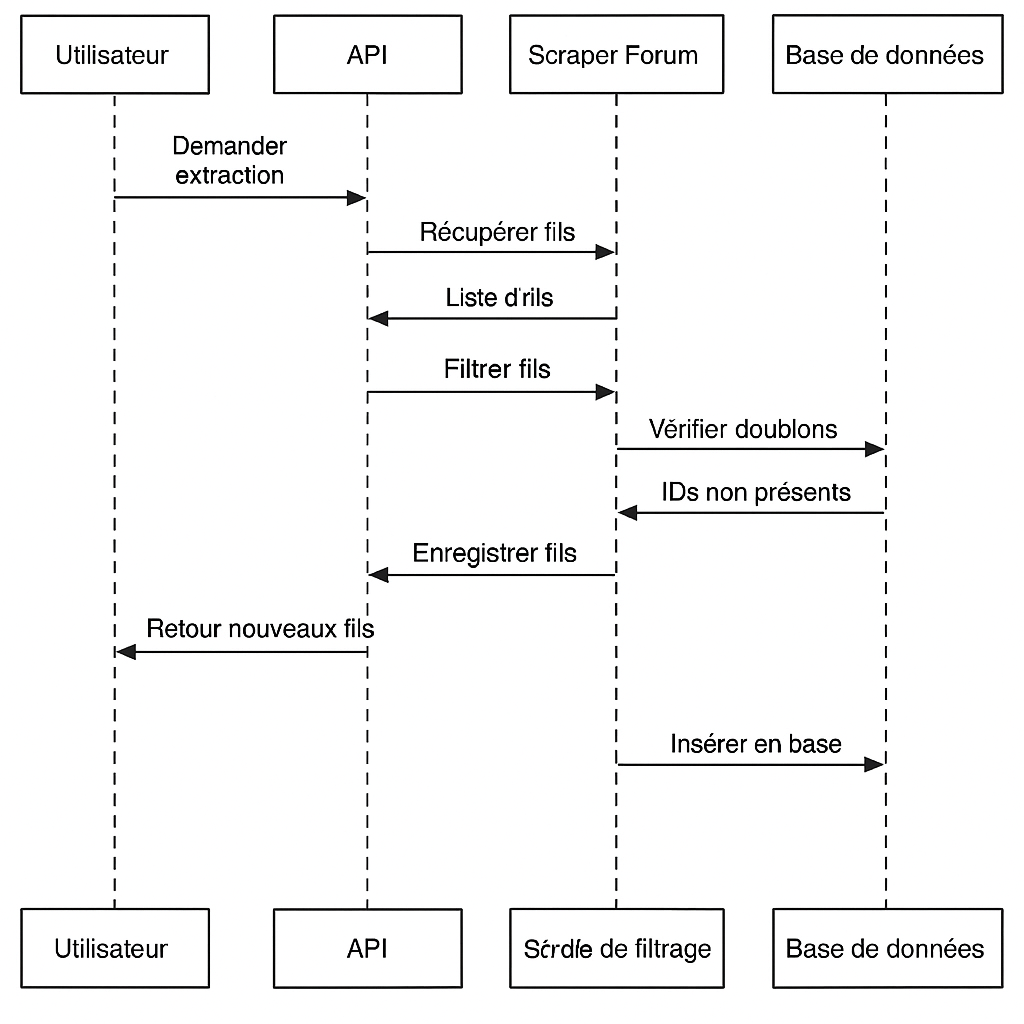 Utilisateur
API
Scraper Forum
Base de données
Demander
extraction
Récupérer fils
Liste d'rils
Filtrer fils
Vérifier doublons
IDs non présents
Enregistrer fils
Retour nouveaux fils
Insérer en base
Utilisateur
API
de filtrage
Base de données